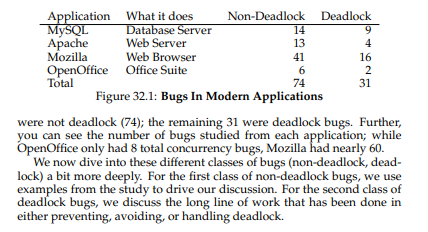 Application What it does Non-Deadlock Deadlock
MySQL Database Server 14 9
Apache Web Server 13 4
Mozilla Web Browser 41 16
OpenOffice Office Suite 6 2
Total 74 31
Figure 32.1: Bugs In Modern Applications
were not deadlock (74); the remaining 31 were deadlock bugs. Further,
you can see the number of bugs studied from each application; while
OpenOffice only had 8 total concurrency bugs, Mozilla had nearly 60.
We now dive into these different classes of bugs (non-deadlock, dead-
lock) a bit more deeply. For the first class of non-deadlock bugs, we use
examples from the study to drive our discussion. For the second class of
deadlock bugs, we discuss the long line of work that has been done in
either preventing, avoiding, or handling deadlock.